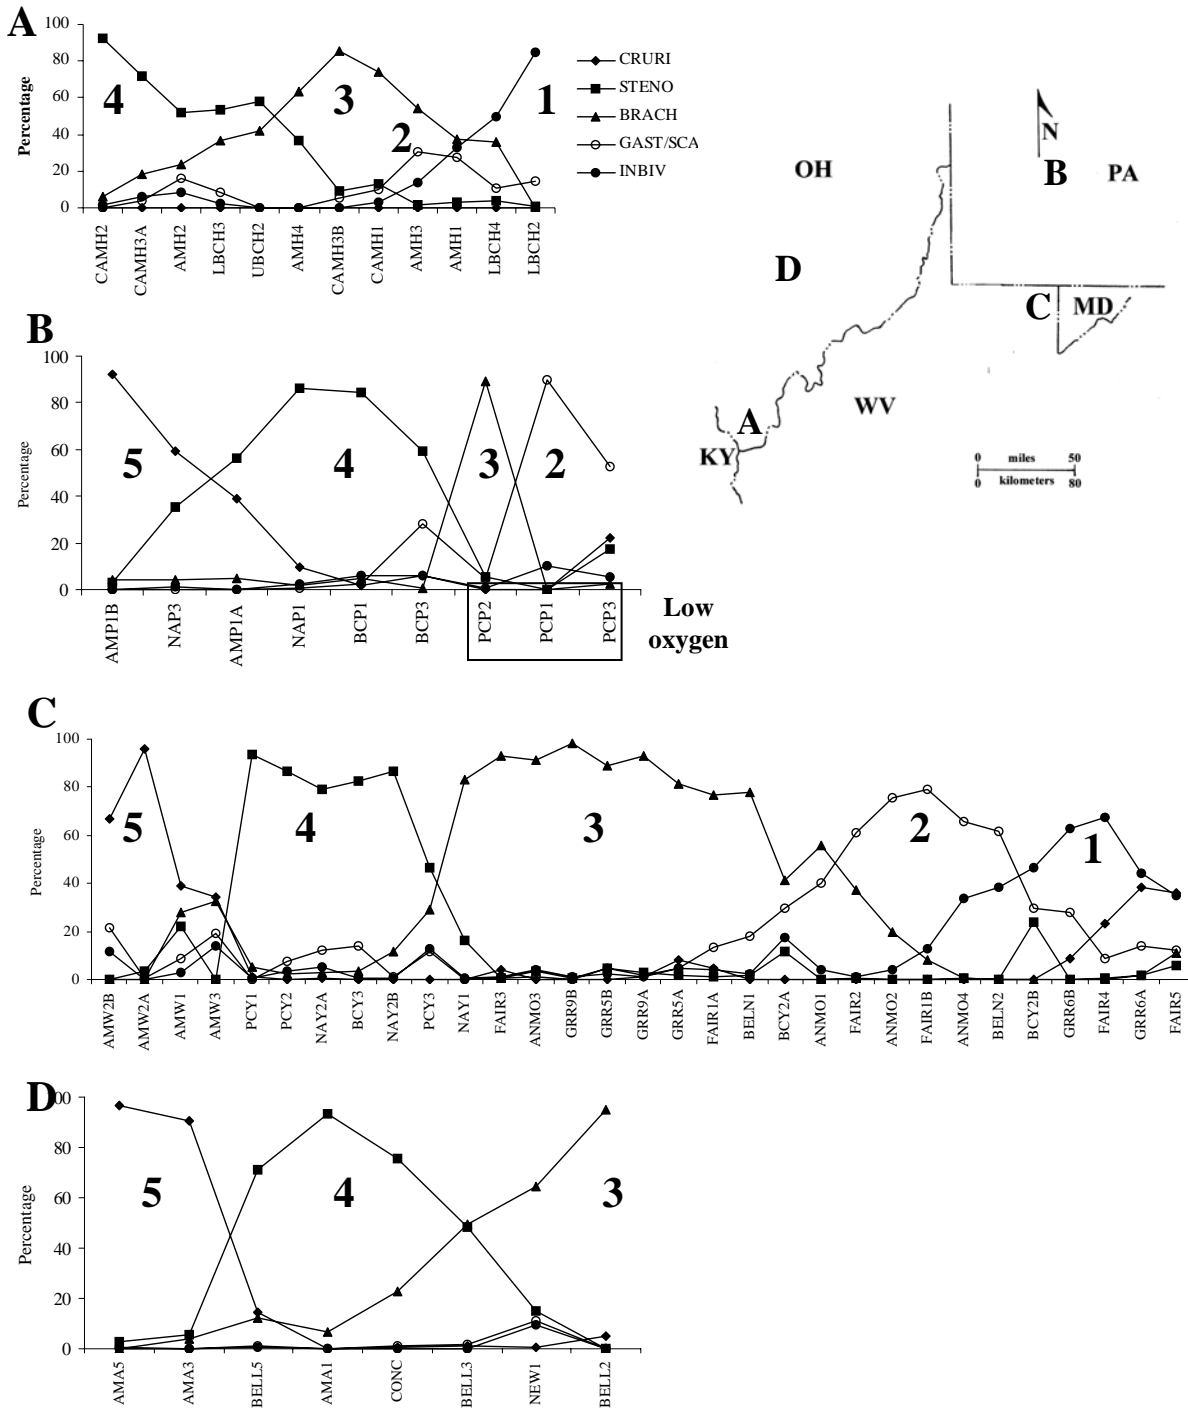 A
100
80
60
40
20
0
Percentage
4
3
2
1
CRURI
STENO
BRACH
GAST/SCA
INBIV
CAMH2
CAMH3A
AMH2
LBCH3
UBCH2
AMH4
CAMH3B
CAMH1
AMH3
AMH1
LBCH4
LBCH2
OH
N
B
PA
D
C
MD
WV
A
KY
0 miles 50
0 kilometers 80
B
100
80
60
40
20
0
Percentage
5
4
3
2
AMP1B
NAP3
AMP1A
NAP1
BCP1
BCP3
PCP2
PCP1
PCP3
Low
oxygen
C
100
80
60
40
20
0
Percentage
5
4
3
2
1
AMW2B
AMW2A
AMW1
AMW3
PCY1
PCY2
NAY2A
BCY3
NAY2B
PCY3
NAY1
FAIR3
ANMO3
GRR9B
GRR5B
GRR9A
GRR5A
FAIR1A
BELN1
BCY2A
ANMO1
FAIR2
ANMO2
FAIR1B
ANMO4
BELN2
BCY2B
GRR6B
FAIR4
GRR6A
FAIR5
D
00
80
60
40
20
0
Percentage
5
4
3
AMA5
AMA3
BELL5
AMA1
CONC
BELL3
NEW1
BELL2